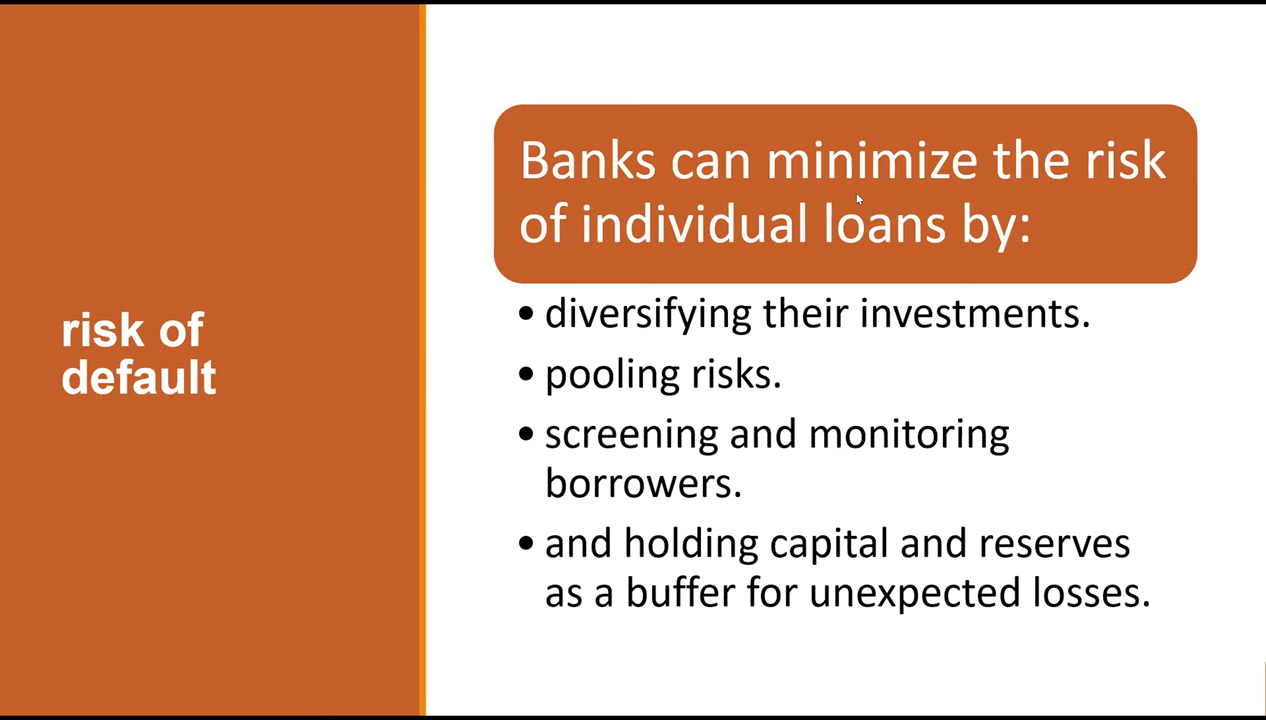 risk of
default
Banks can minimize the risk
of individual loans by:
• diversifying their investments.
• pooling risks.
• screening and monitoring
borrowers.
• and holding capital and reserves
as a buffer for unexpected losses.